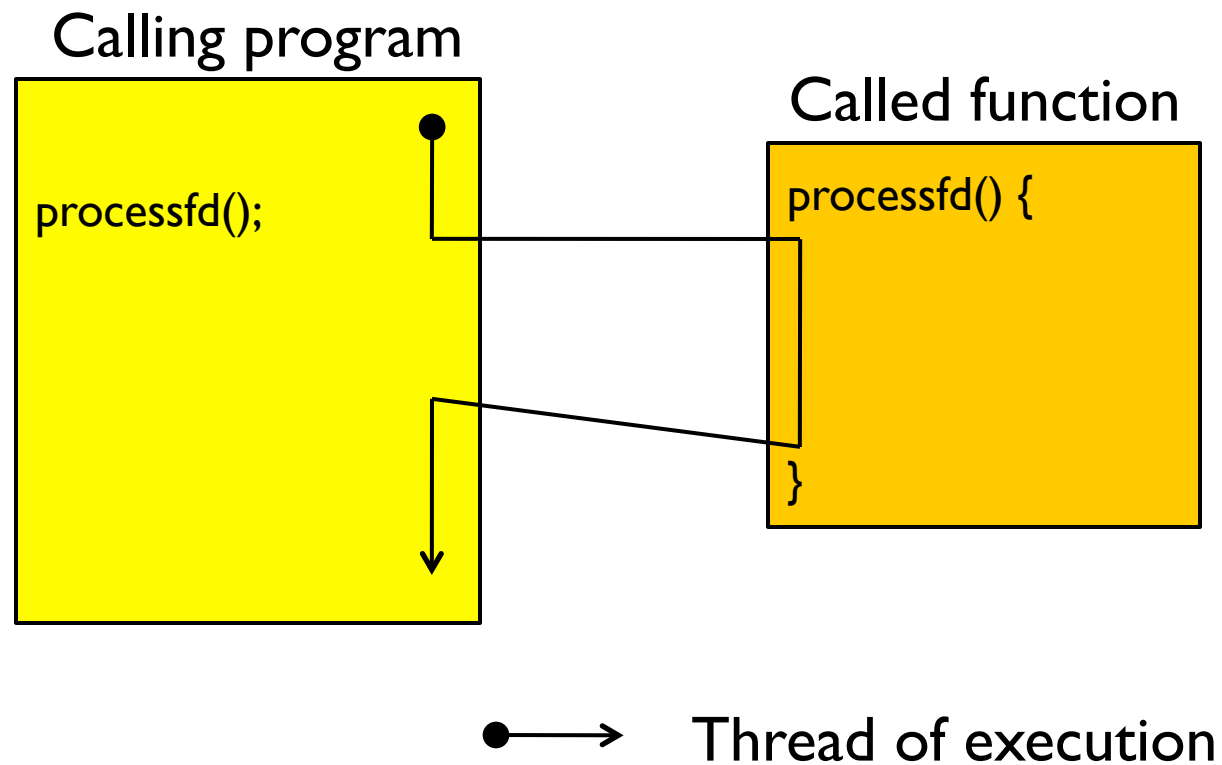 Calling program
Called function
processfd();
processfd() {
}
Thread of execution